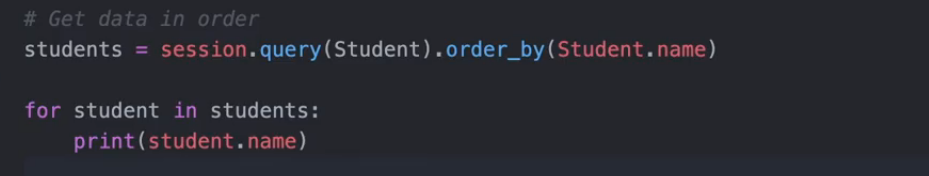 # Get data in order
students = session.query(Student).order_by(Student.name)
for student in students:
    print(student.name)